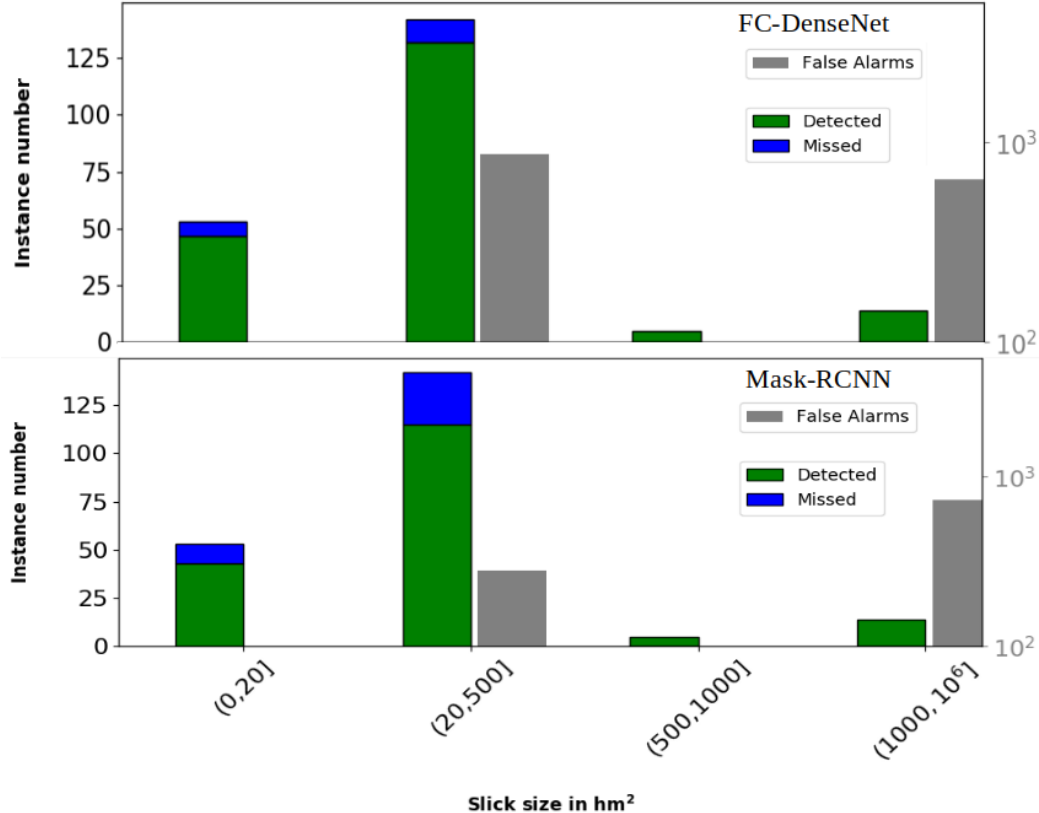 FC-DenseNet
False Alarms
Detected
Missed
Instance number
125
100
75
50
25
0
10³
10²
Mask-RCNN
False Alarms
Detected
Missed
Instance number
125
100
75
50
25
0
10³
10²
(0,20]
(20,500]
(500,1000]
(1000, 10⁶]
Slick size in hm²